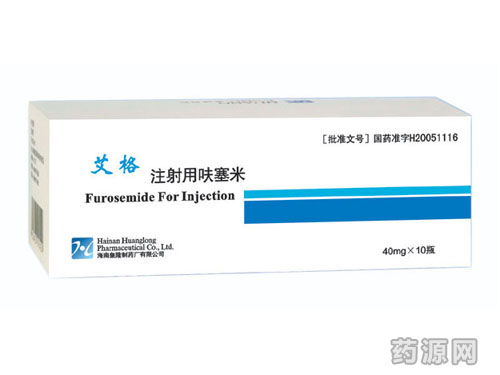 [批准文号] 国药准字H20051116
艾格 注射用呋塞米
Furosemide For Injection
Hainan Huanglong
Pharmaceutical Co., Ltd.
海南皇隆制药厂有限公司
40mg×10瓶
药源网